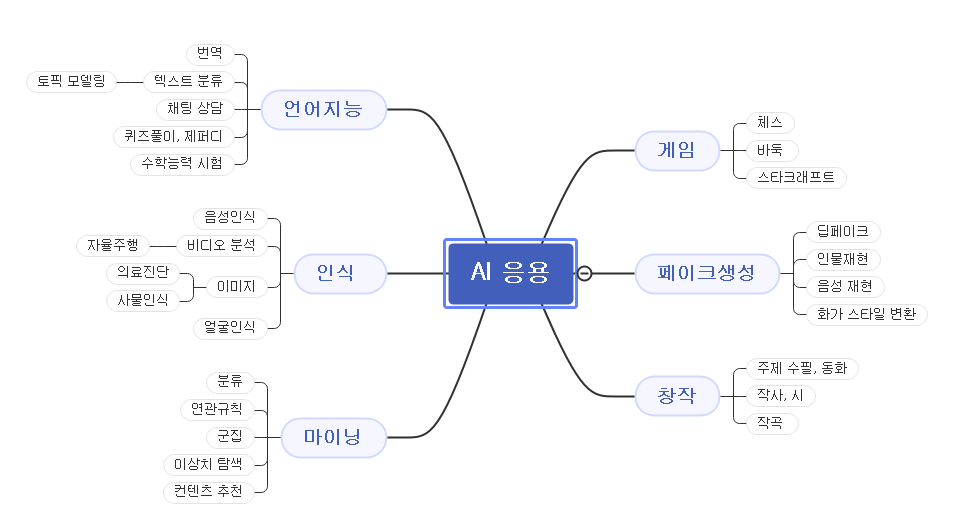 AI 응용
언어지능
번역
텍스트 분류
토픽 모델링
채팅 상담
퀴즈풀이, 제퍼디
수학능력 시험
인식
음성인식
비디오 분석
자율주행
이미지
의료진단
사물인식
얼굴인식
마이닝
분류
연관규칙
군집
이상치 탐색
컨텐츠 추천
게임
체스
바둑
스타크래프트
페이크생성
딥페이크
인물재현
음성 재현
화가 스타일 변환
창작
주제 수필, 동화
작사, 시
작곡